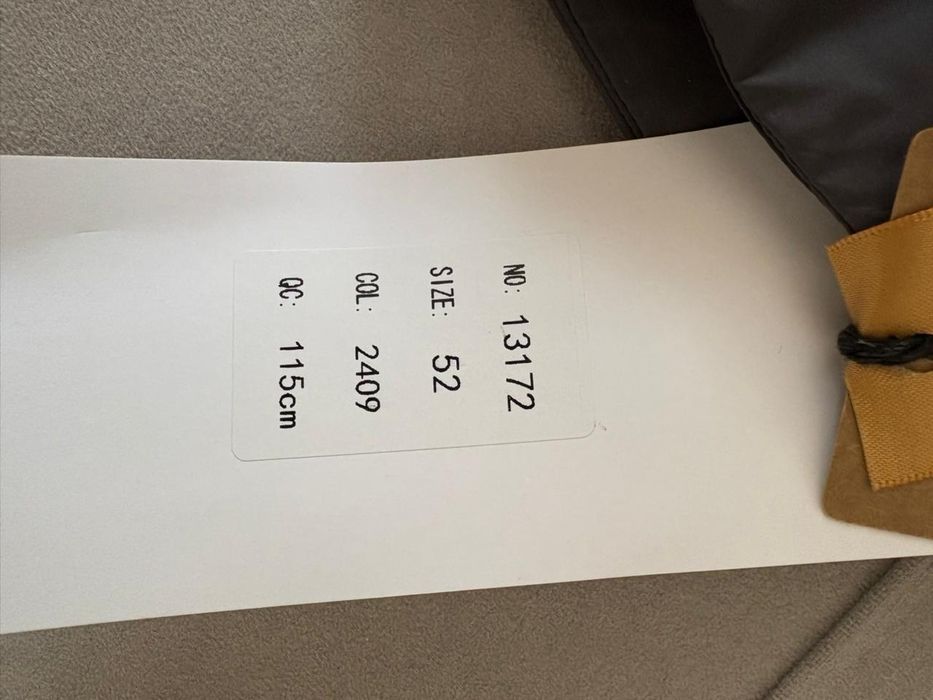 NO: 13172
SIZE: 52
COL: 2409
QC: 115cm